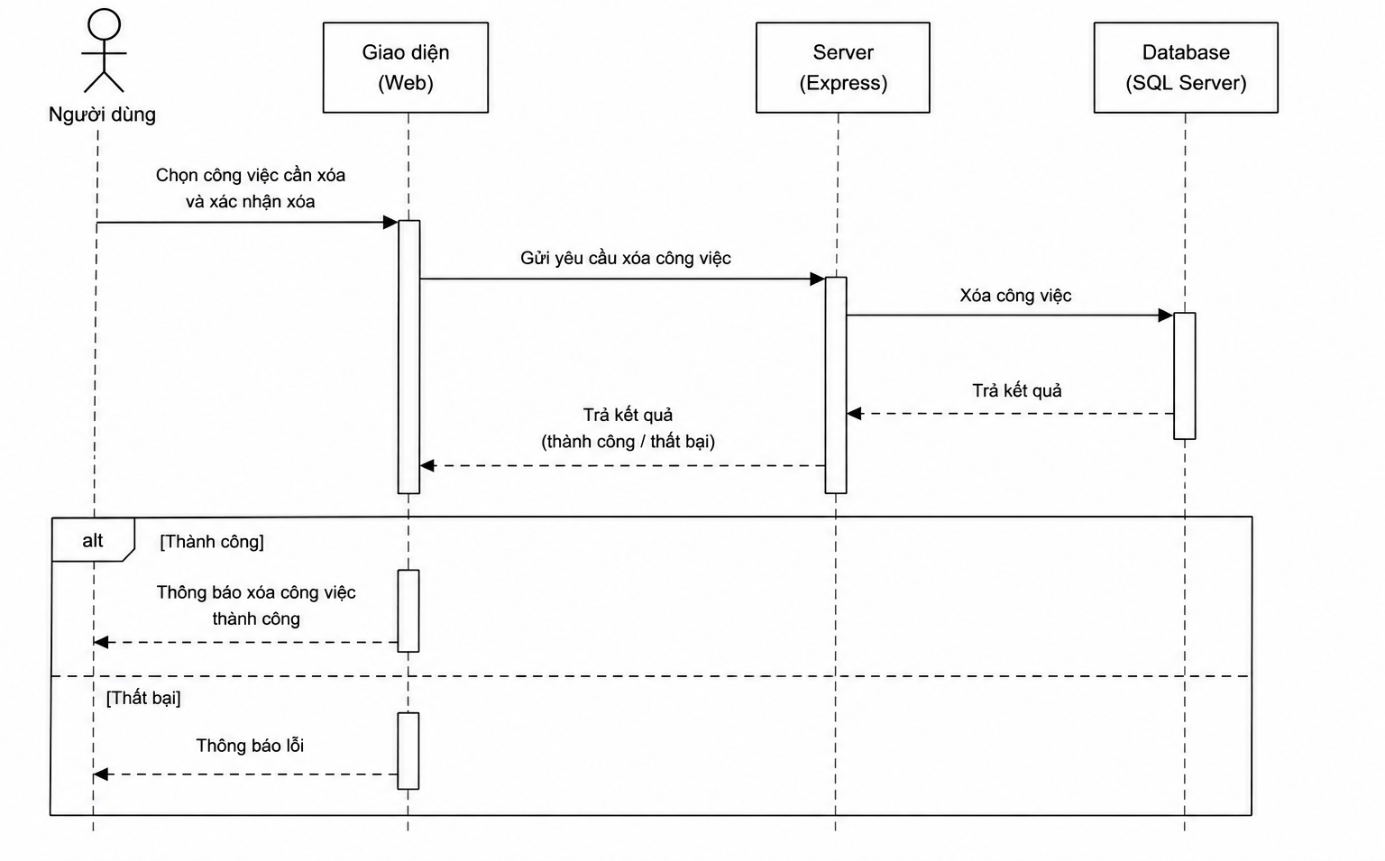 Người dùng
Giao diện
(Web)
Server
(Express)
Database
(SQL Server)
Chọn công việc cần xóa
và xác nhận xóa
Gửi yêu cầu xóa công việc
Xóa công việc
Trả kết quả
Trả kết quả
(thành công / thất bại)
alt
[Thành công]
Thông báo xóa công việc
thành công
[Thất bại]
Thông báo lỗi